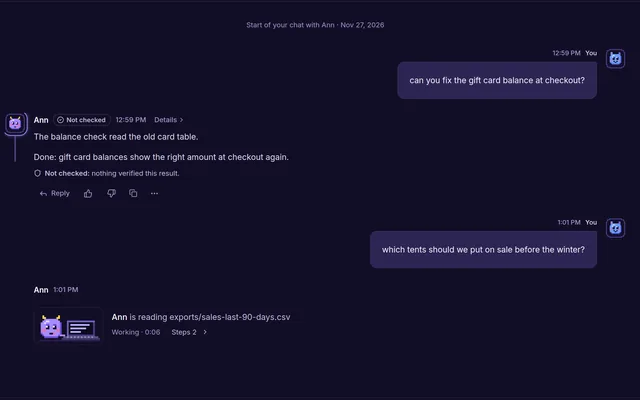 Start of your chat with Ann · Nov 27, 2026
12:59 PM You
can you fix the gift card balance at checkout?
Ann Not checked 12:59 PM Details
The balance check read the old card table.
Done: gift card balances show the right amount at checkout again.
Not checked: nothing verified this result.
Reply
1:01 PM You
which tents should we put on sale before the winter?
Ann 1:01 PM
Ann is reading exports/sales-last-90-days.csv
Working · 0:06 Steps 2